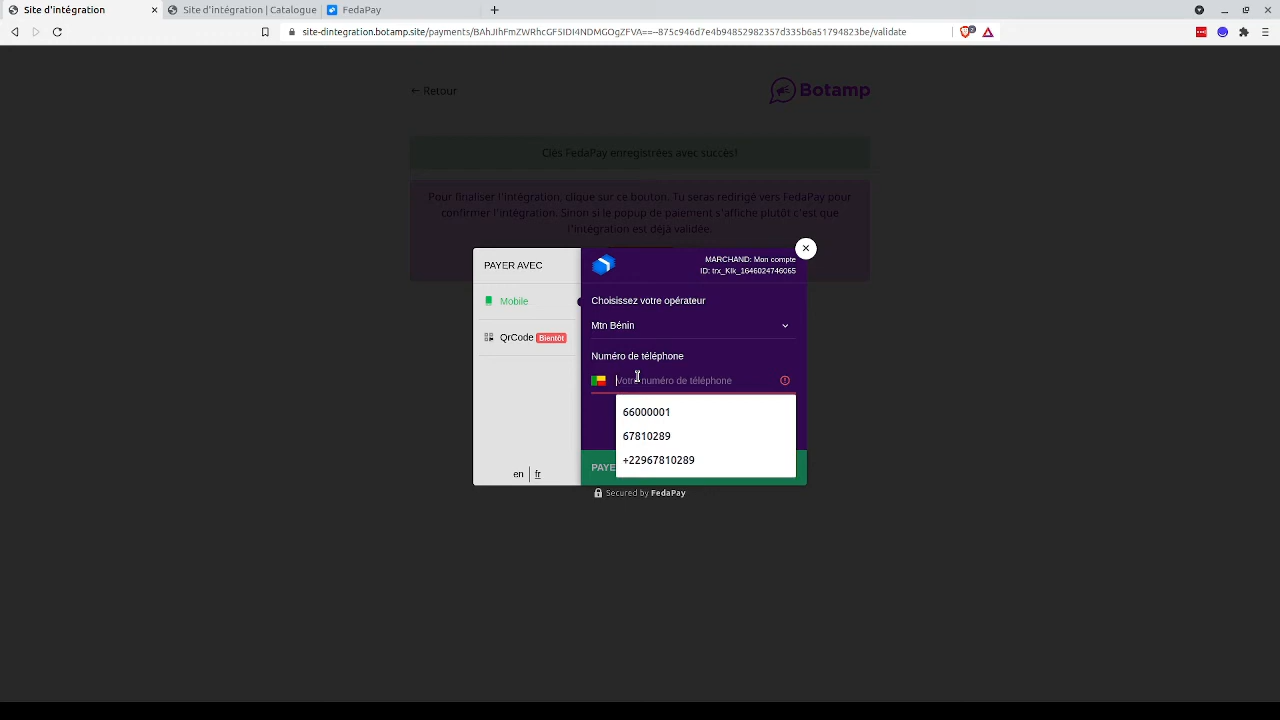 Site d'intégration
Site d'intégration | Catalogue
FedaPay
site-dintegration.botamp.site/payments/BAhJIhFmZWRhcGF5IDI4NDMGOgZFVA==--875c946d7e4b94852982357d335b6a51794823be/validate
← Retour
Botamp
Clés FedaPay enregistrées avec succès!
Pour finaliser l'intégration, clique sur ce bouton. Tu seras redirigé vers FedaPay pour
confirmer l'intégration. Sinon si le popup de paiement s'affiche plutôt c'est que
l'intégration est déjà validée.
PAYER AVEC
MARCHAND: Mon compte
ID: trx_Klk_1646024746065
Mobile
Choisissez votre opérateur
Mtn Bénin
QrCode Bientôt
Numéro de téléphone
Votre numéro de téléphone
66000001
67810289
+22967810289
PAYE
en fr
Secured by FedaPay